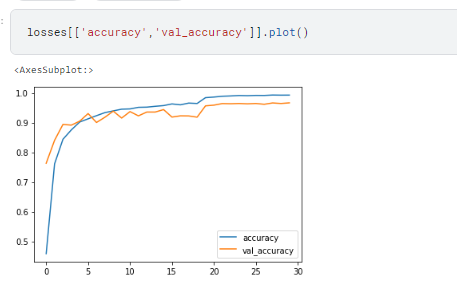 :
losses[['accuracy','val_accuracy']].plot()
<AxesSubplot:>
1.0
0.9
0.8
0.7
0.6
0.5
accuracy
val_accuracy
0 5 10 15 20 25 30